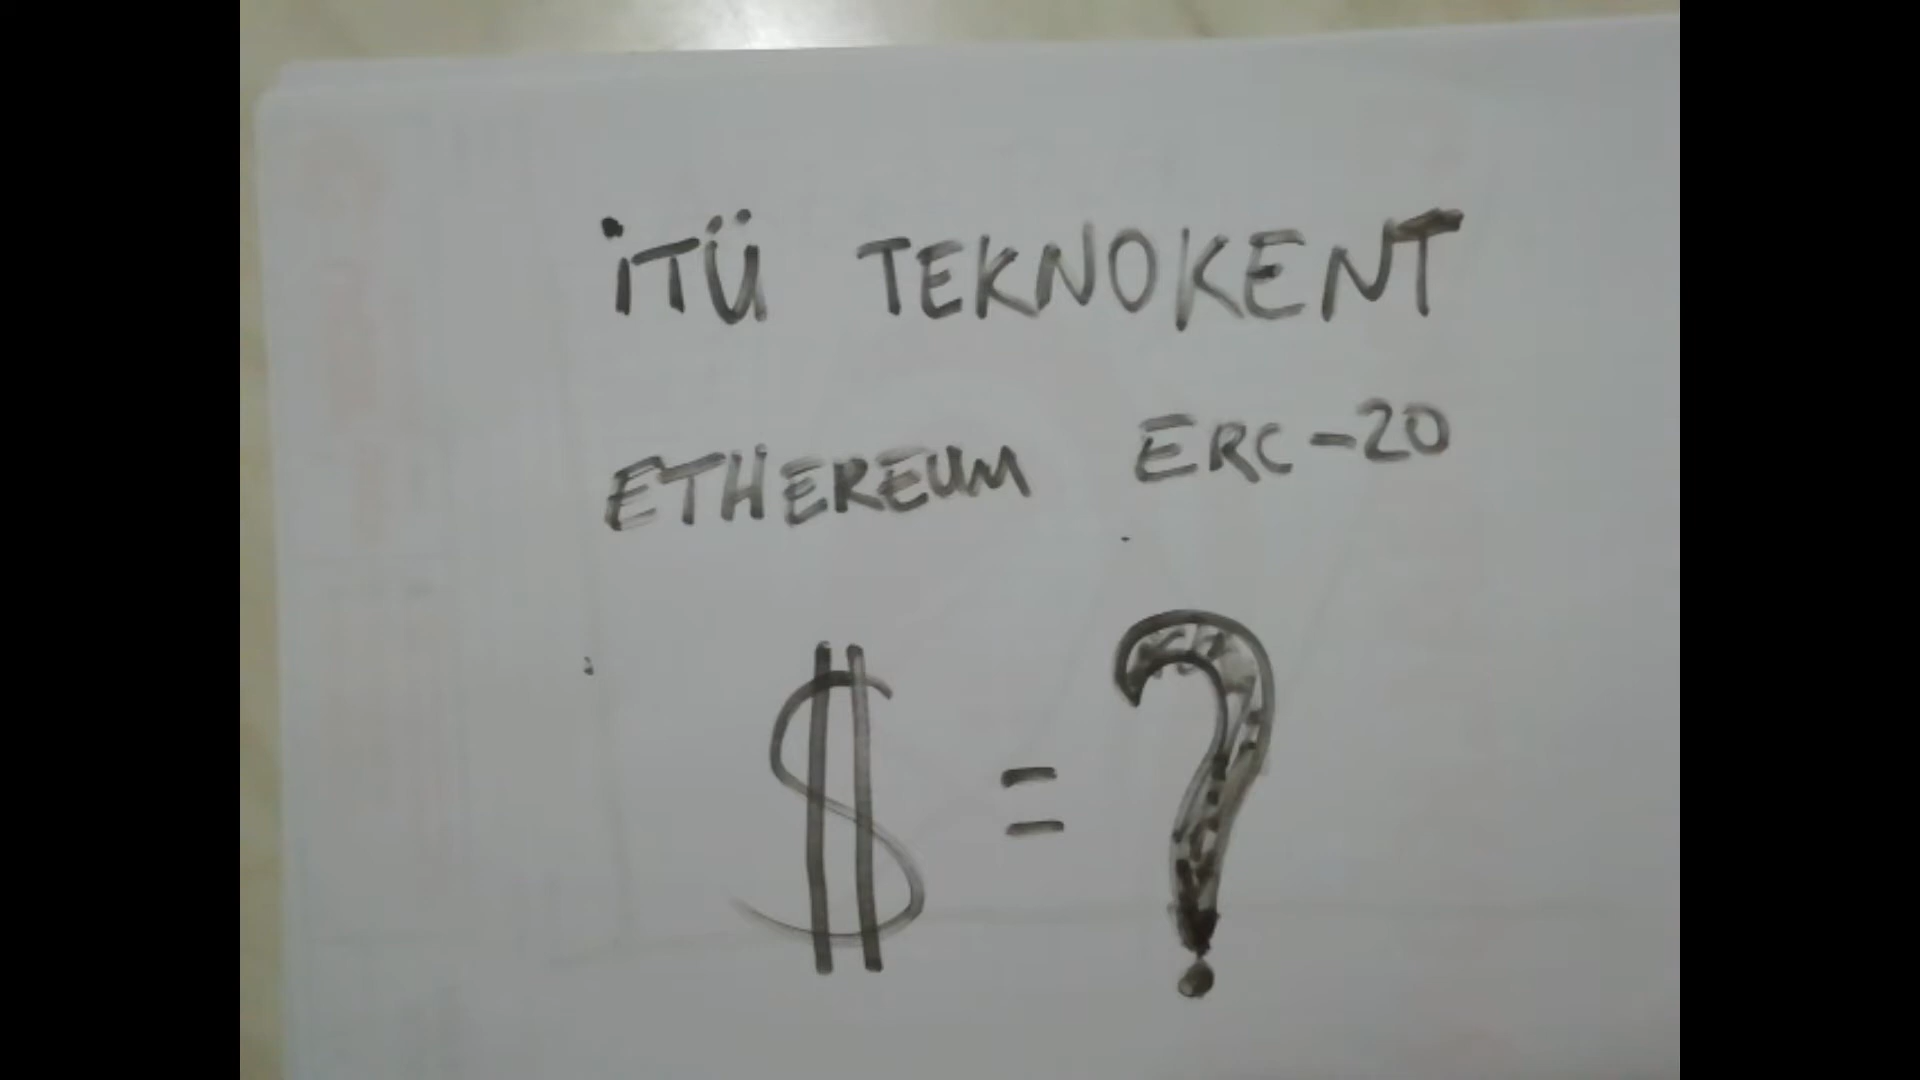 İTÜ TEKNOKENT
ETHEREUM ERC-20
$ = ?